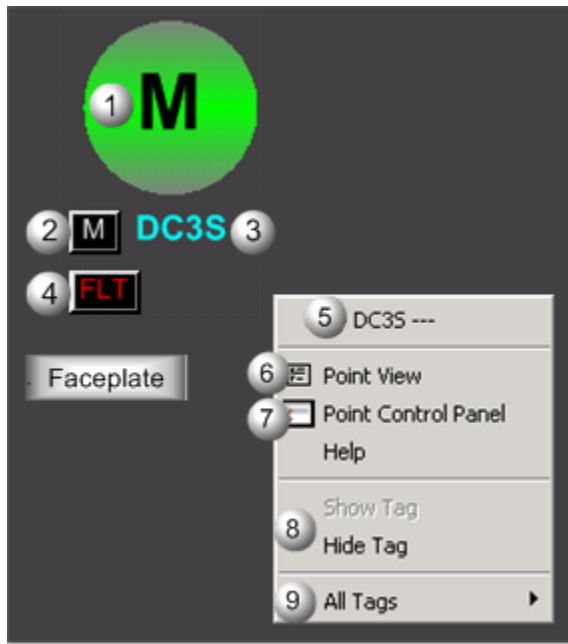 1 M
2 M DC3S 3
4 FLT
Faceplate
5 DC3S ---
6 Point View
7 Point Control Panel
Help
8 Show Tag
Hide Tag
9 All Tags